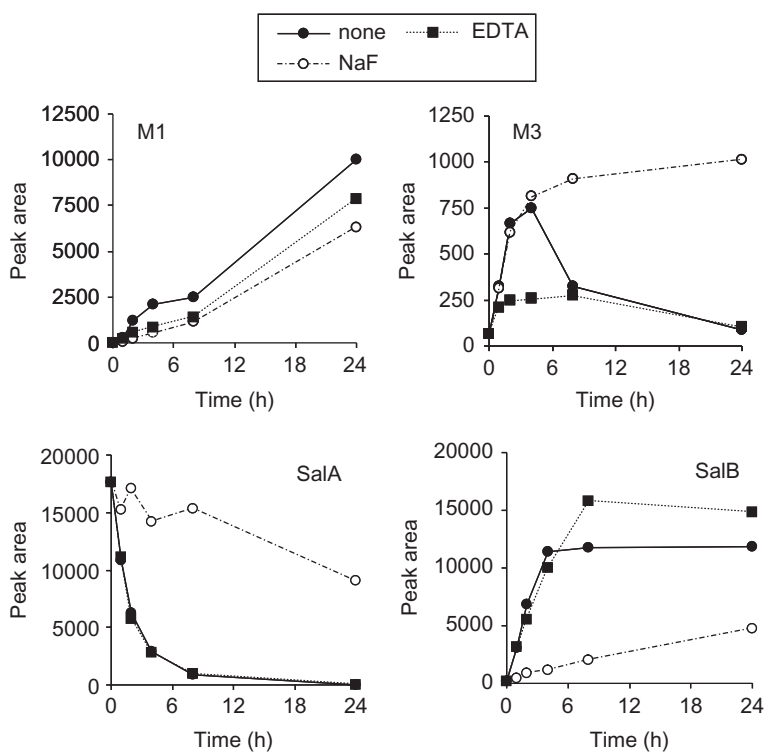 none
EDTA
NaF
M1
Peak area
12500
10000
7500
5000
2500
0
0 6 12 18 24
Time (h)
M3
Peak area
1250
1000
750
500
250
0
0 6 12 18 24
Time (h)
SalA
Peak area
20000
15000
10000
5000
0
0 6 12 18 24
Time (h)
SalB
Peak area
20000
15000
10000
5000
0
0 6 12 18 24
Time (h)